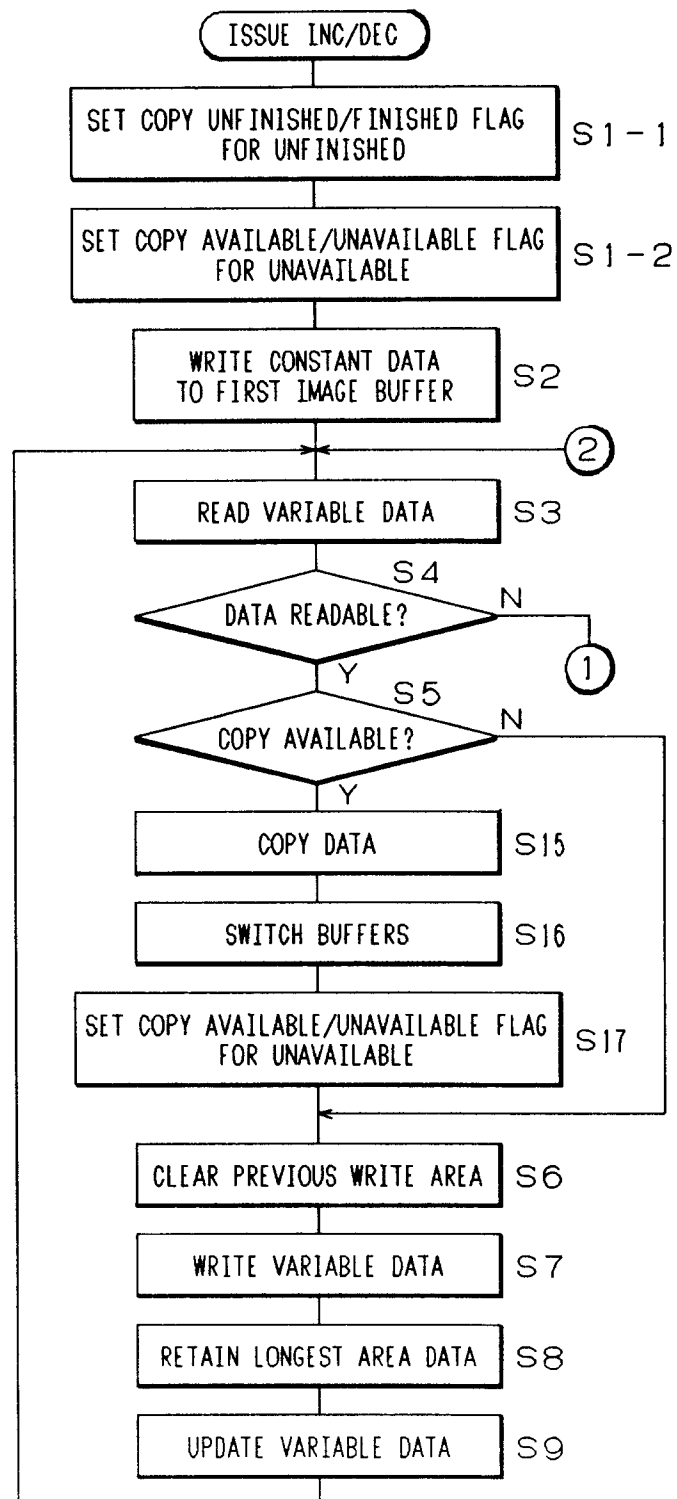 ISSUE INC/DEC
SET COPY UNFINISHED/FINISHED FLAG
FOR UNFINISHED
S1-1
SET COPY AVAILABLE/UNAVAILABLE FLAG
FOR UNAVAILABLE
S1-2
WRITE CONSTANT DATA
TO FIRST IMAGE BUFFER
S2
2
READ VARIABLE DATA
S3
S4
DATA READABLE?
N
1
Y
S5
COPY AVAILABLE?
N
Y
COPY DATA
S15
SWITCH BUFFERS
S16
SET COPY AVAILABLE/UNAVAILABLE FLAG
FOR UNAVAILABLE
S17
CLEAR PREVIOUS WRITE AREA
S6
WRITE VARIABLE DATA
S7
RETAIN LONGEST AREA DATA
S8
UPDATE VARIABLE DATA
S9